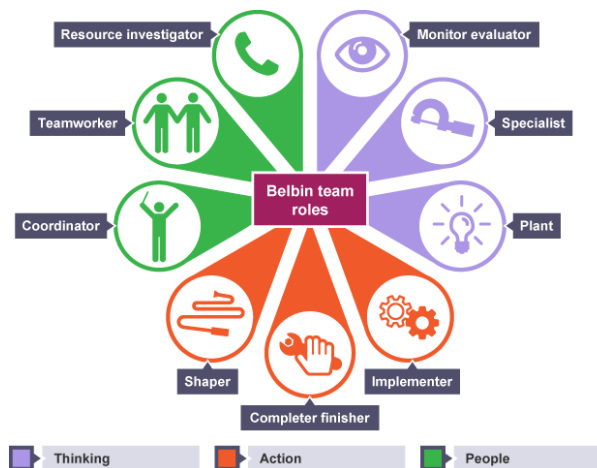 Resource investigator
Monitor evaluator
Teamworker
Specialist
Belbin team
roles
Coordinator
Plant
Shaper
Implementer
Completer finisher
Thinking
Action
People